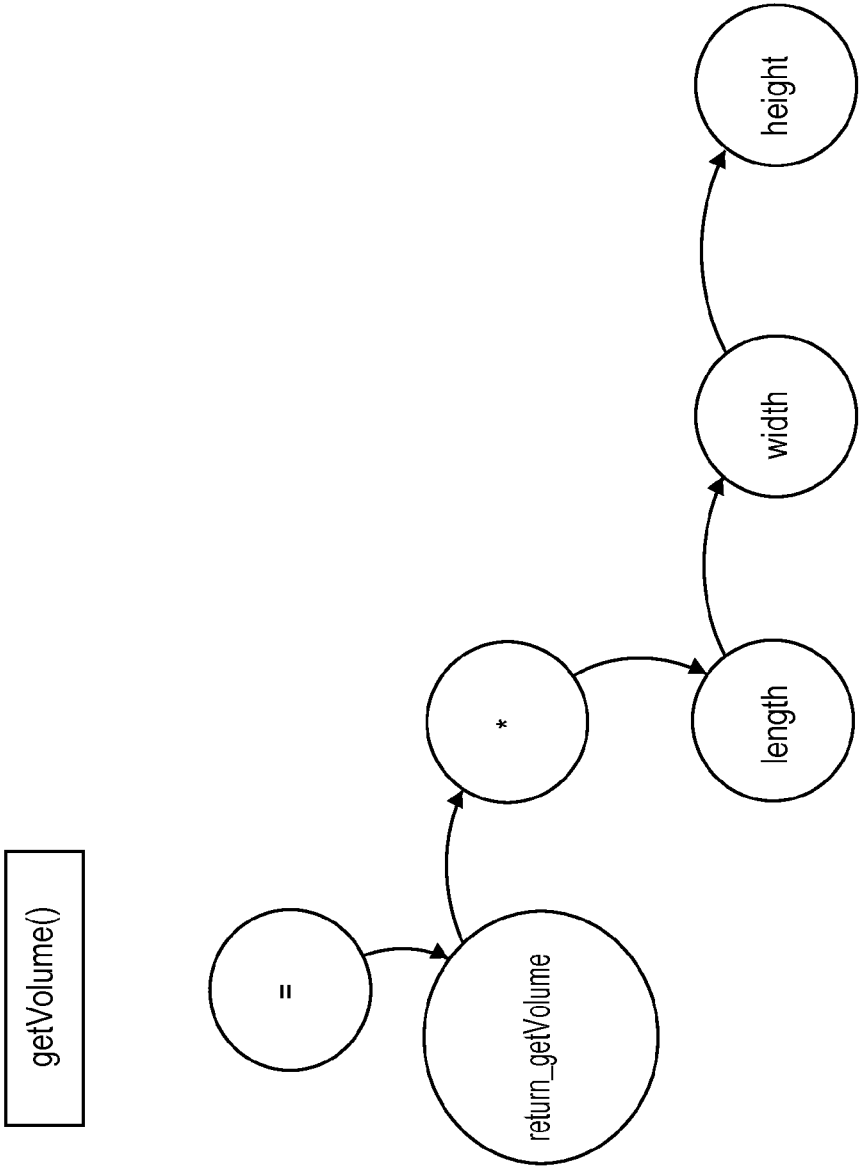 getVolume()
=
return_getVolume
*
length
width
height